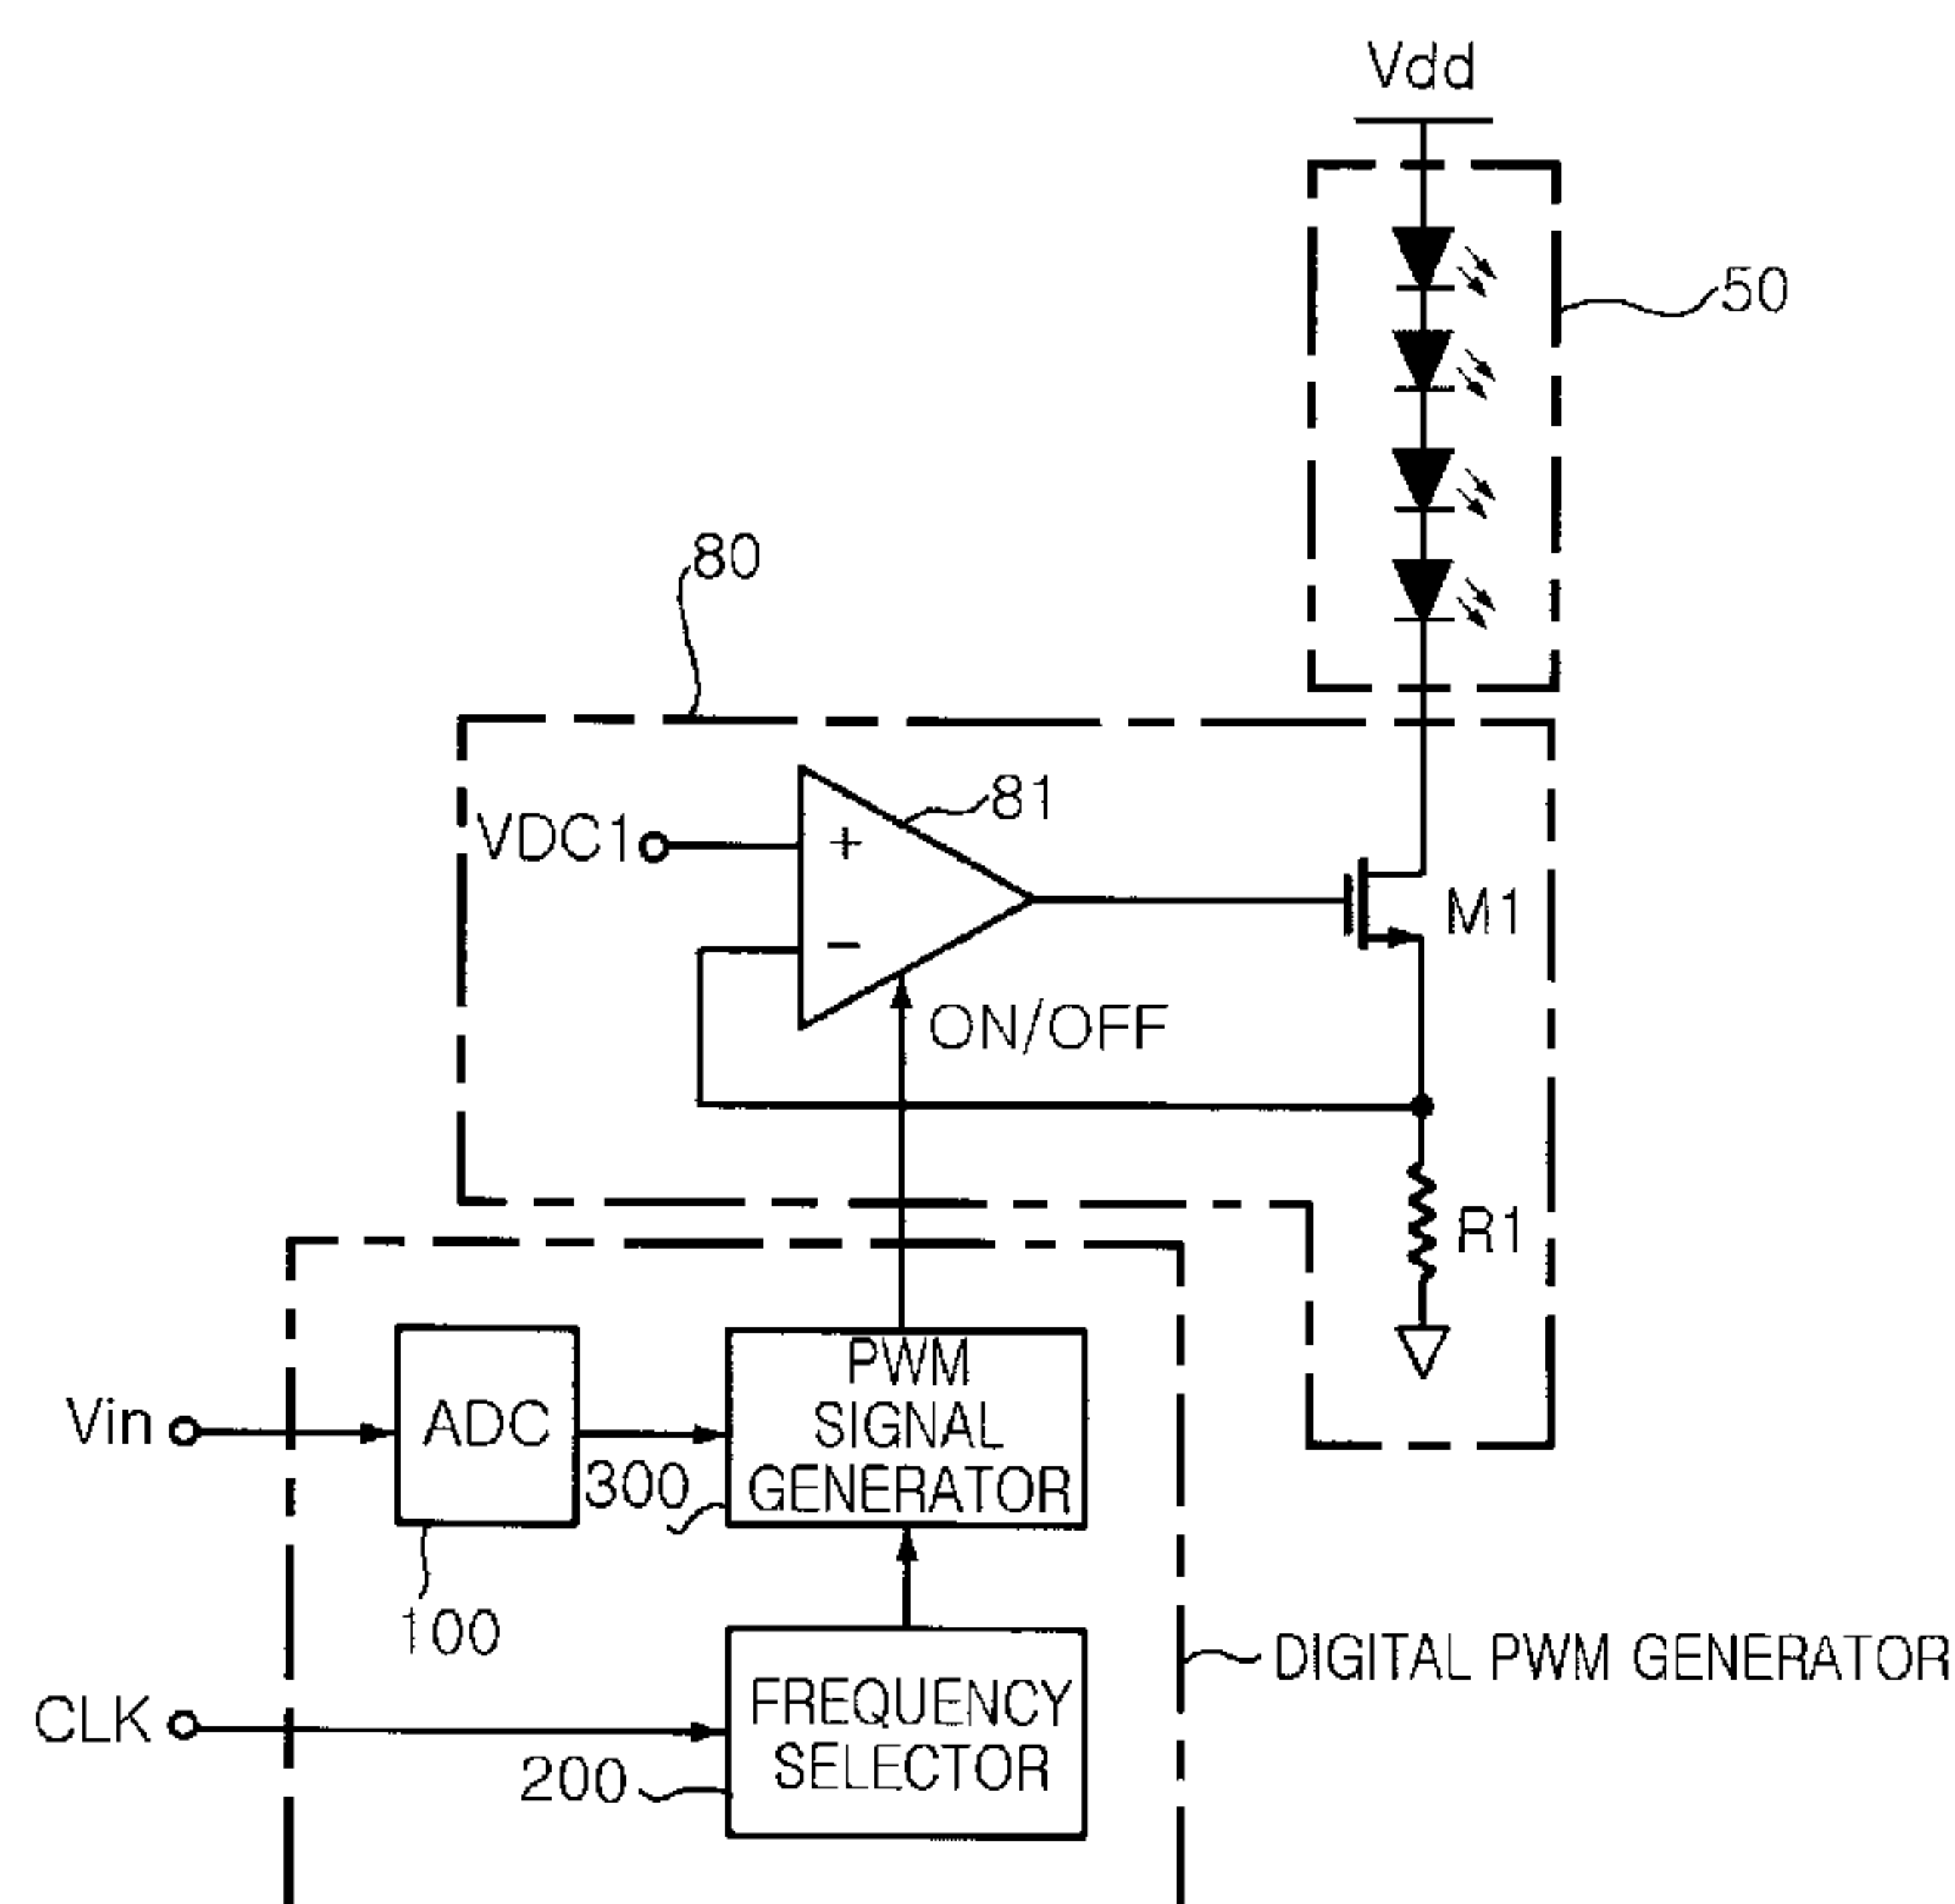 Vdd
50
80
81
VDC1
+
−
M1
ON/OFF
R1
PWM
SIGNAL
GENERATOR
Vin
ADC
300
100
DIGITAL PWM GENERATOR
FREQUENCY
SELECTOR
CLK
200